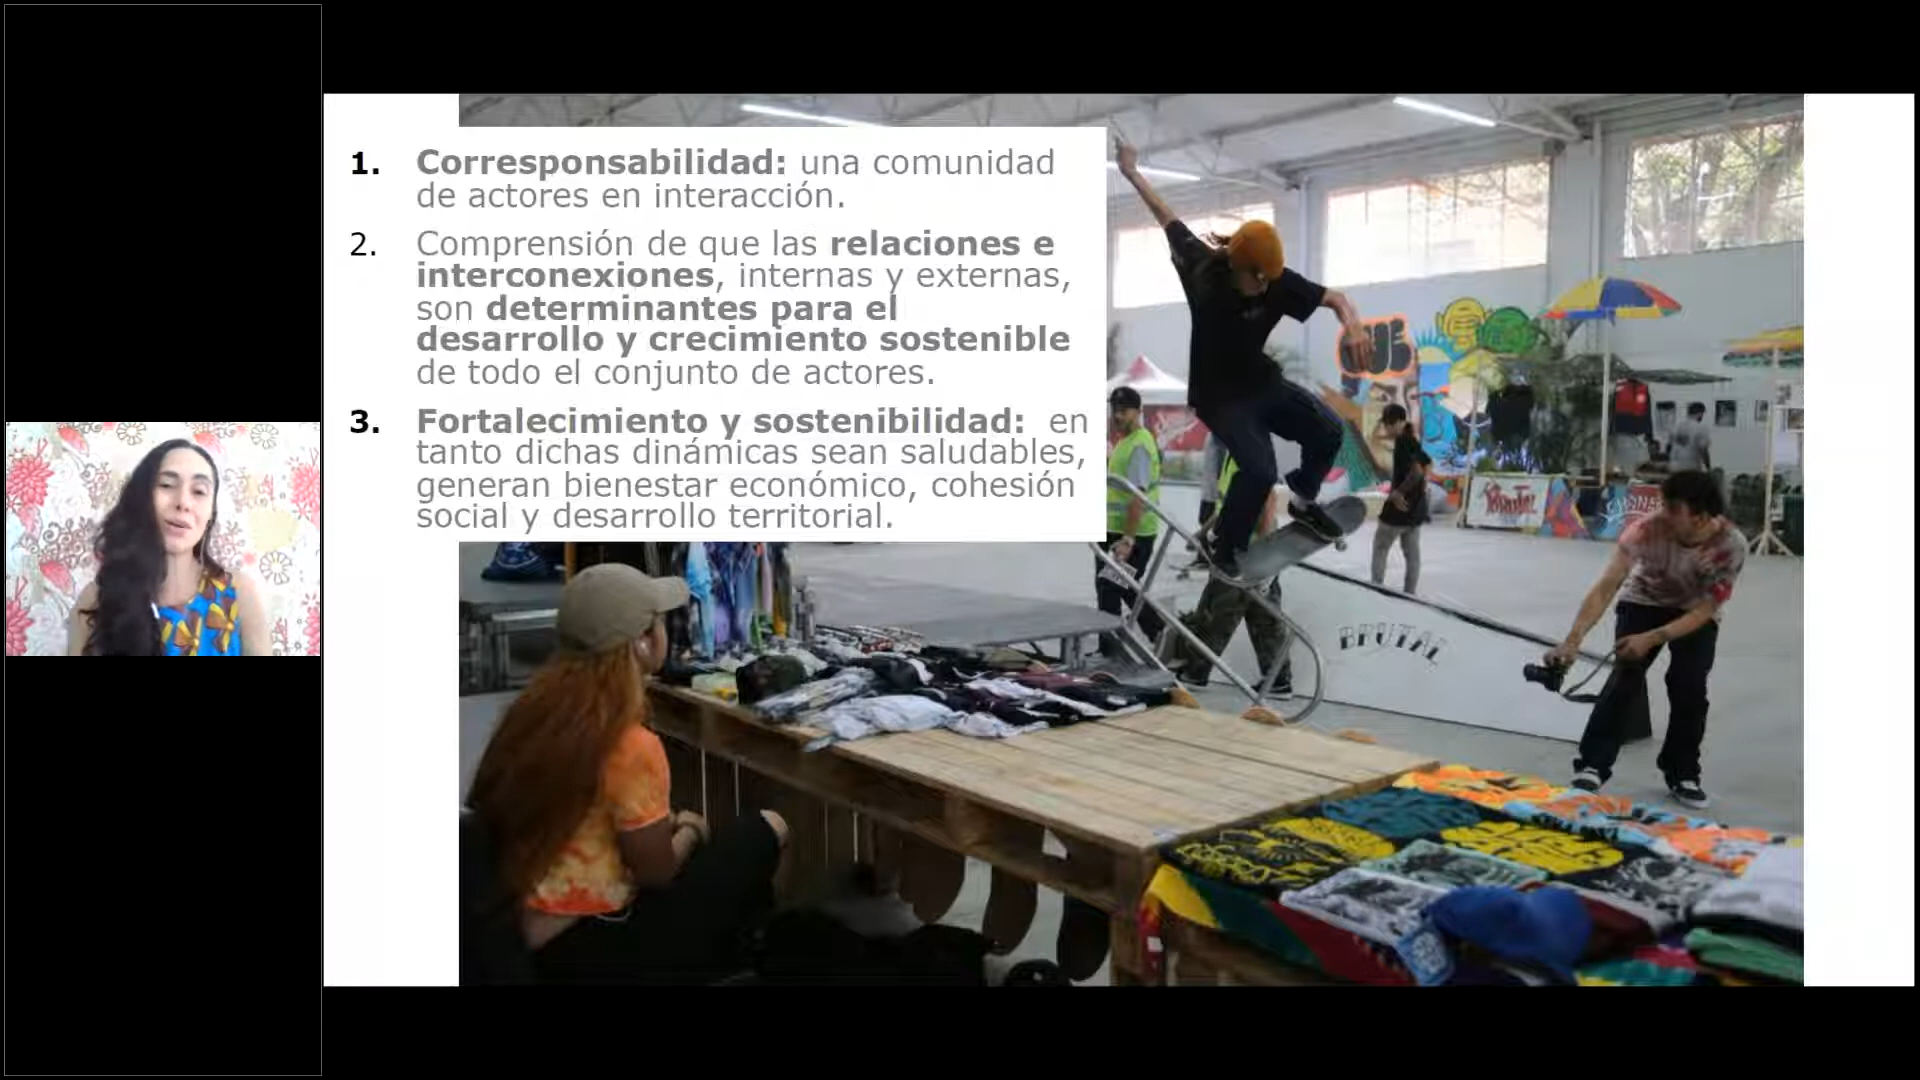 1. Corresponsabilidad: una comunidad
de actores en interacción.
2. Comprensión de que las relaciones e
interconexiones, internas y externas,
son determinantes para el
desarrollo y crecimiento sostenible
de todo el conjunto de actores.
3. Fortalecimiento y sostenibilidad: en
tanto dichas dinámicas sean saludables,
generan bienestar económico, cohesión
social y desarrollo territorial.
BRUTAL
BRUTAL